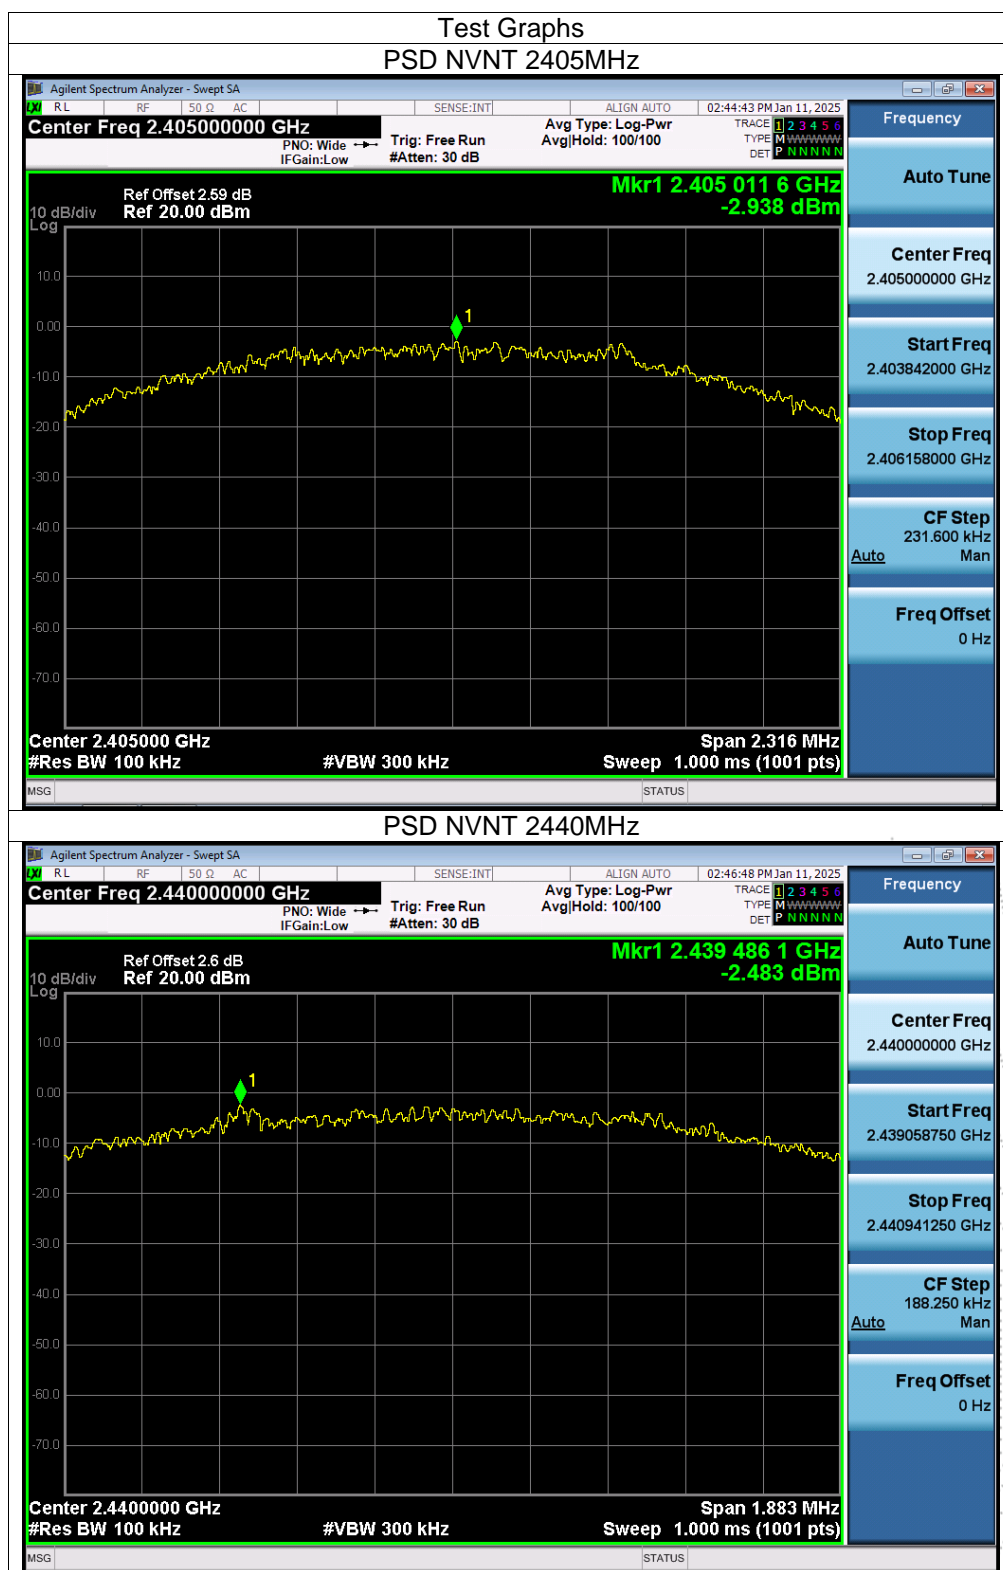 Test Graphs
PSD NVNT 2405MHz
Agilent Spectrum Analyzer - Swept SA
LXI RL RF 50 Ω AC SENSE:INT ALIGN AUTO 02:44:43 PM Jan 11, 2025
Center Freq 2.405000000 GHz
PNO: Wide
IFGain:Low
Trig: Free Run
#Atten: 30 dB
Avg Type: Log-Pwr
Avg|Hold: 100/100
TRACE 1 2 3 4 5 6
TYPE M WWWWW
DET P N N N N N
Frequency
Mkr1 2.405 011 6 GHz
-2.938 dBm
Ref Offset 2.59 dB
10 dB/div Ref 20.00 dBm
Log
10.0
0.00
-10.0
-20.0
-30.0
-40.0
-50.0
-60.0
-70.0
1
Center 2.405000 GHz Span 2.316 MHz
#Res BW 100 kHz #VBW 300 kHz Sweep 1.000 ms (1001 pts)
Auto Tune
Center Freq
2.405000000 GHz
Start Freq
2.403842000 GHz
Stop Freq
2.406158000 GHz
CF Step
231.600 kHz
Auto Man
Freq Offset
0 Hz
MSG STATUS
PSD NVNT 2440MHz
Agilent Spectrum Analyzer - Swept SA
LXI RL RF 50 Ω AC SENSE:INT ALIGN AUTO 02:46:48 PM Jan 11, 2025
Center Freq 2.440000000 GHz
PNO: Wide
IFGain:Low
Trig: Free Run
#Atten: 30 dB
Avg Type: Log-Pwr
Avg|Hold: 100/100
TRACE 1 2 3 4 5 6
TYPE M WWWWW
DET P N N N N N
Frequency
Mkr1 2.439 486 1 GHz
-2.483 dBm
Ref Offset 2.6 dB
10 dB/div Ref 20.00 dBm
Log
10.0
0.00
-10.0
-20.0
-30.0
-40.0
-50.0
-60.0
-70.0
1
Center 2.4400000 GHz Span 1.883 MHz
#Res BW 100 kHz #VBW 300 kHz Sweep 1.000 ms (1001 pts)
Auto Tune
Center Freq
2.440000000 GHz
Start Freq
2.439058750 GHz
Stop Freq
2.440941250 GHz
CF Step
188.250 kHz
Auto Man
Freq Offset
0 Hz
MSG STATUS